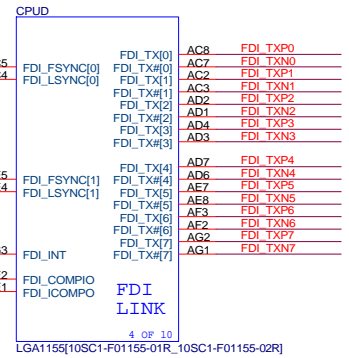 CPUD
FDI_TX[0] AC8 FDI_TXP0
FDI_FSYNC[0] FDI_TX#[0] AC7 FDI_TXN0
FDI_LSYNC[0] FDI_TX[1] AC2 FDI_TXP1
FDI_TX#[1] AC3 FDI_TXN1
FDI_TX[2] AD2 FDI_TXP2
FDI_TX#[2] AD1 FDI_TXN2
FDI_TX[3] AD4 FDI_TXP3
FDI_TX#[3] AD3 FDI_TXN3
FDI_TX[4] AD7 FDI_TXP4
FDI_FSYNC[1] FDI_TX#[4] AD6 FDI_TXN4
FDI_LSYNC[1] FDI_TX[5] AE7 FDI_TXP5
FDI_TX#[5] AE8 FDI_TXN5
FDI_TX[6] AF3 FDI_TXP6
FDI_TX#[6] AF2 FDI_TXN6
FDI_TX[7] AG2 FDI_TXP7
FDI_INT FDI_TX#[7] AG1 FDI_TXN7
FDI_COMPIO
FDI_ICOMPO
FDI
LINK
4 OF 10
LGA1155[10SC1-F01155-01R_10SC1-F01155-02R]